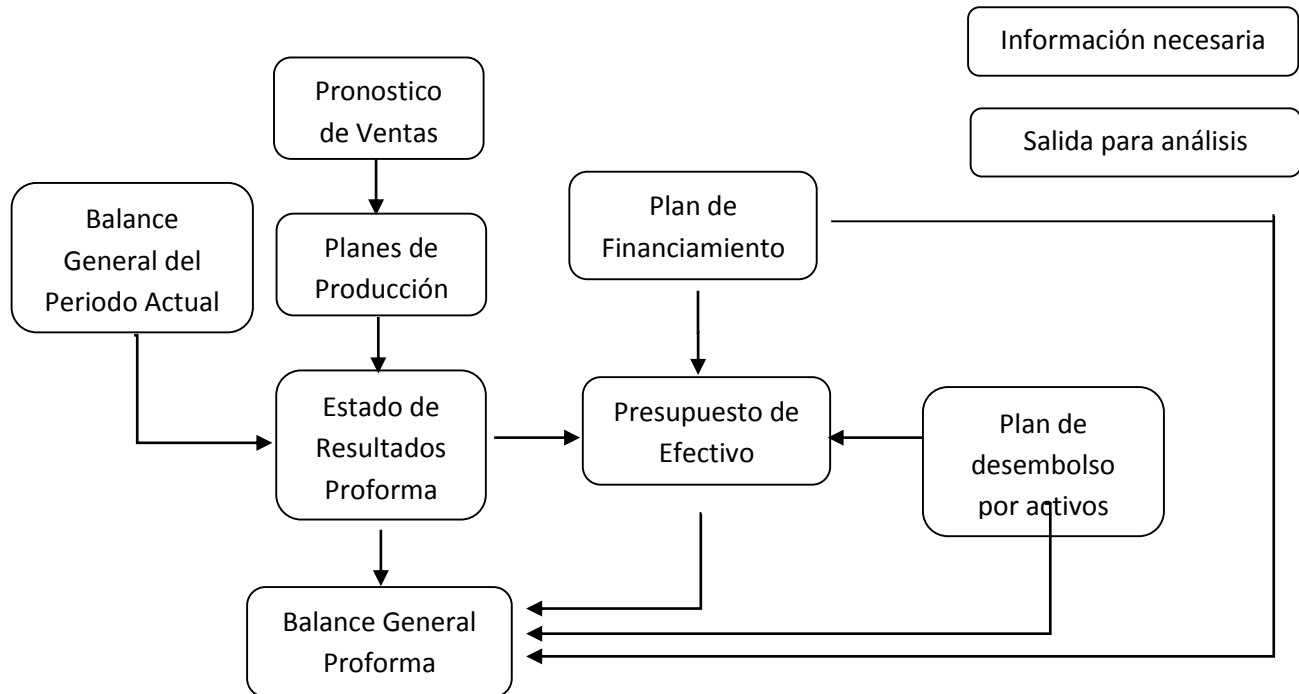 Información necesaria
Pronostico
de Ventas
Salida para análisis
Balance
General del
Periodo Actual
Planes de
Producción
Plan de
Financiamiento
Estado de
Resultados
Proforma
Presupuesto de
Efectivo
Plan de
desembolso
por activos
Balance General
Proforma